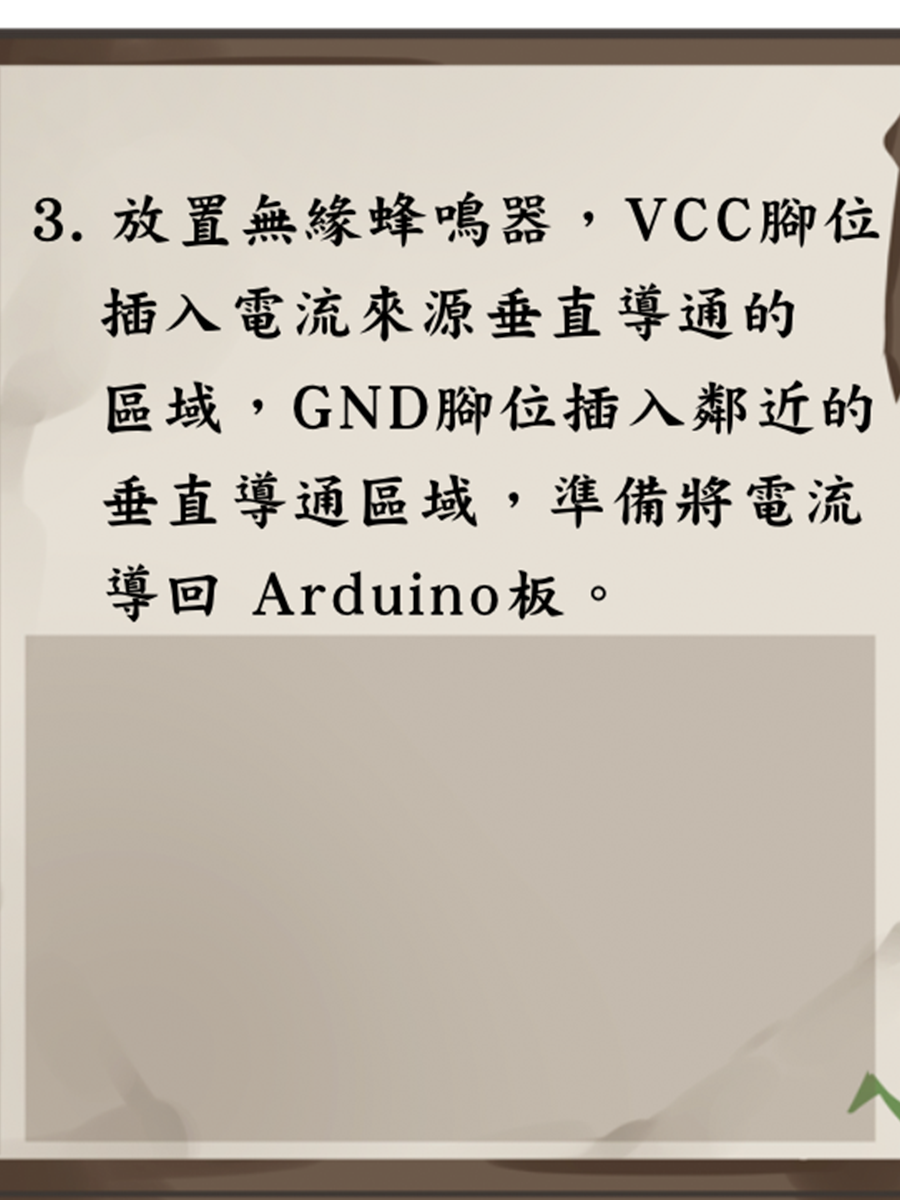 3. 放置無緣蜂鳴器，VCC腳位
插入電流來源垂直導通的
區域，GND腳位插入鄰近的
垂直導通區域，準備將電流
導回 Arduino板。